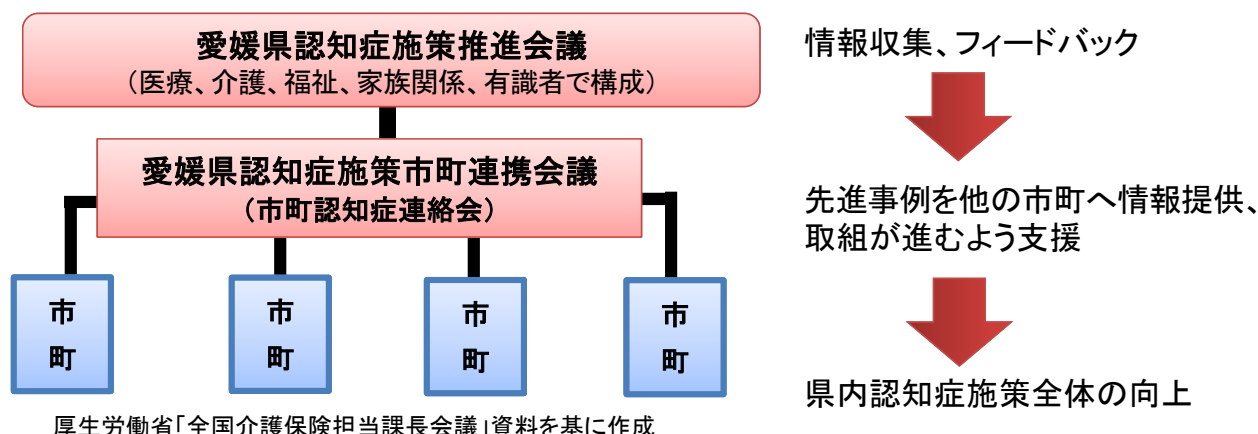 愛媛県認知症施策推進会議
（医療、介護、福祉、家族関係、有識者で構成）
愛媛県認知症施策市町連携会議
（市町認知症連絡会）
市
町
市
町
市
町
市
町
厚生労働省「全国介護保険担当課長会議」資料を基に作成
情報収集、フィードバック
先進事例を他の市町へ情報提供、
取組が進むよう支援
県内認知症施策全体の向上